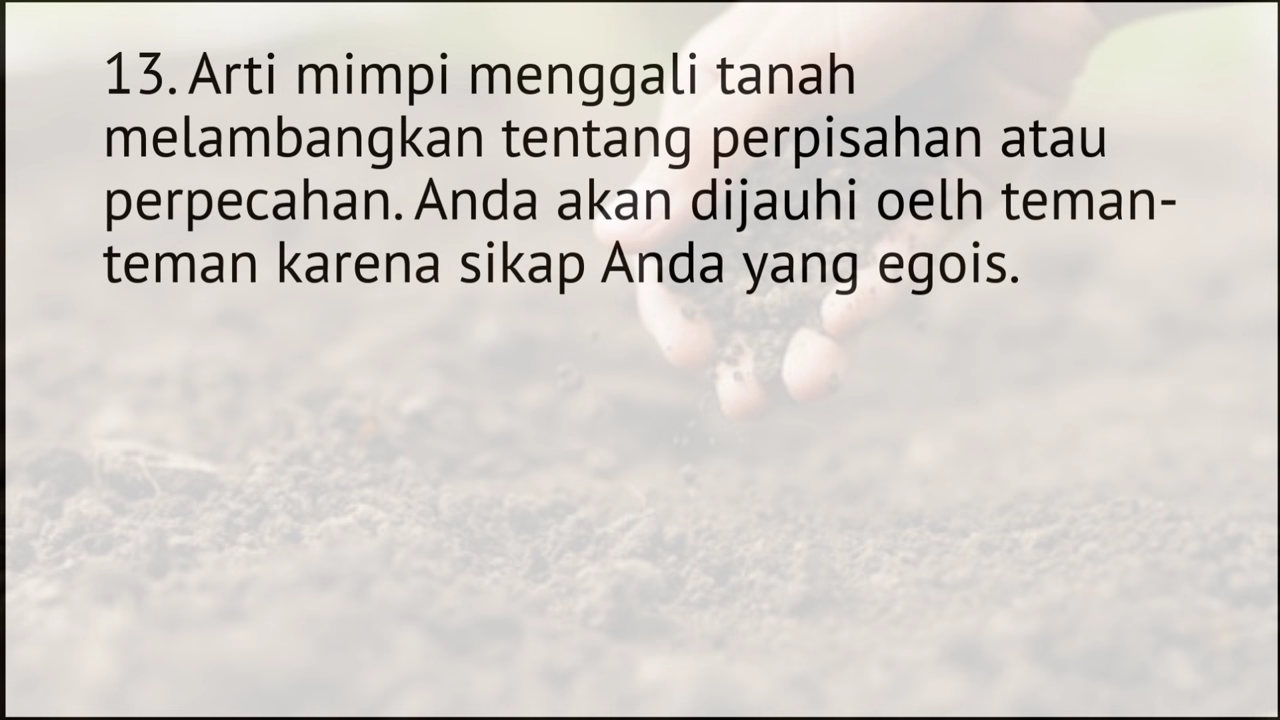 13. Arti mimpi menggali tanah
melambangkan tentang perpisahan atau
perpecahan. Anda akan dijauhi oelh teman-
teman karena sikap Anda yang egois.